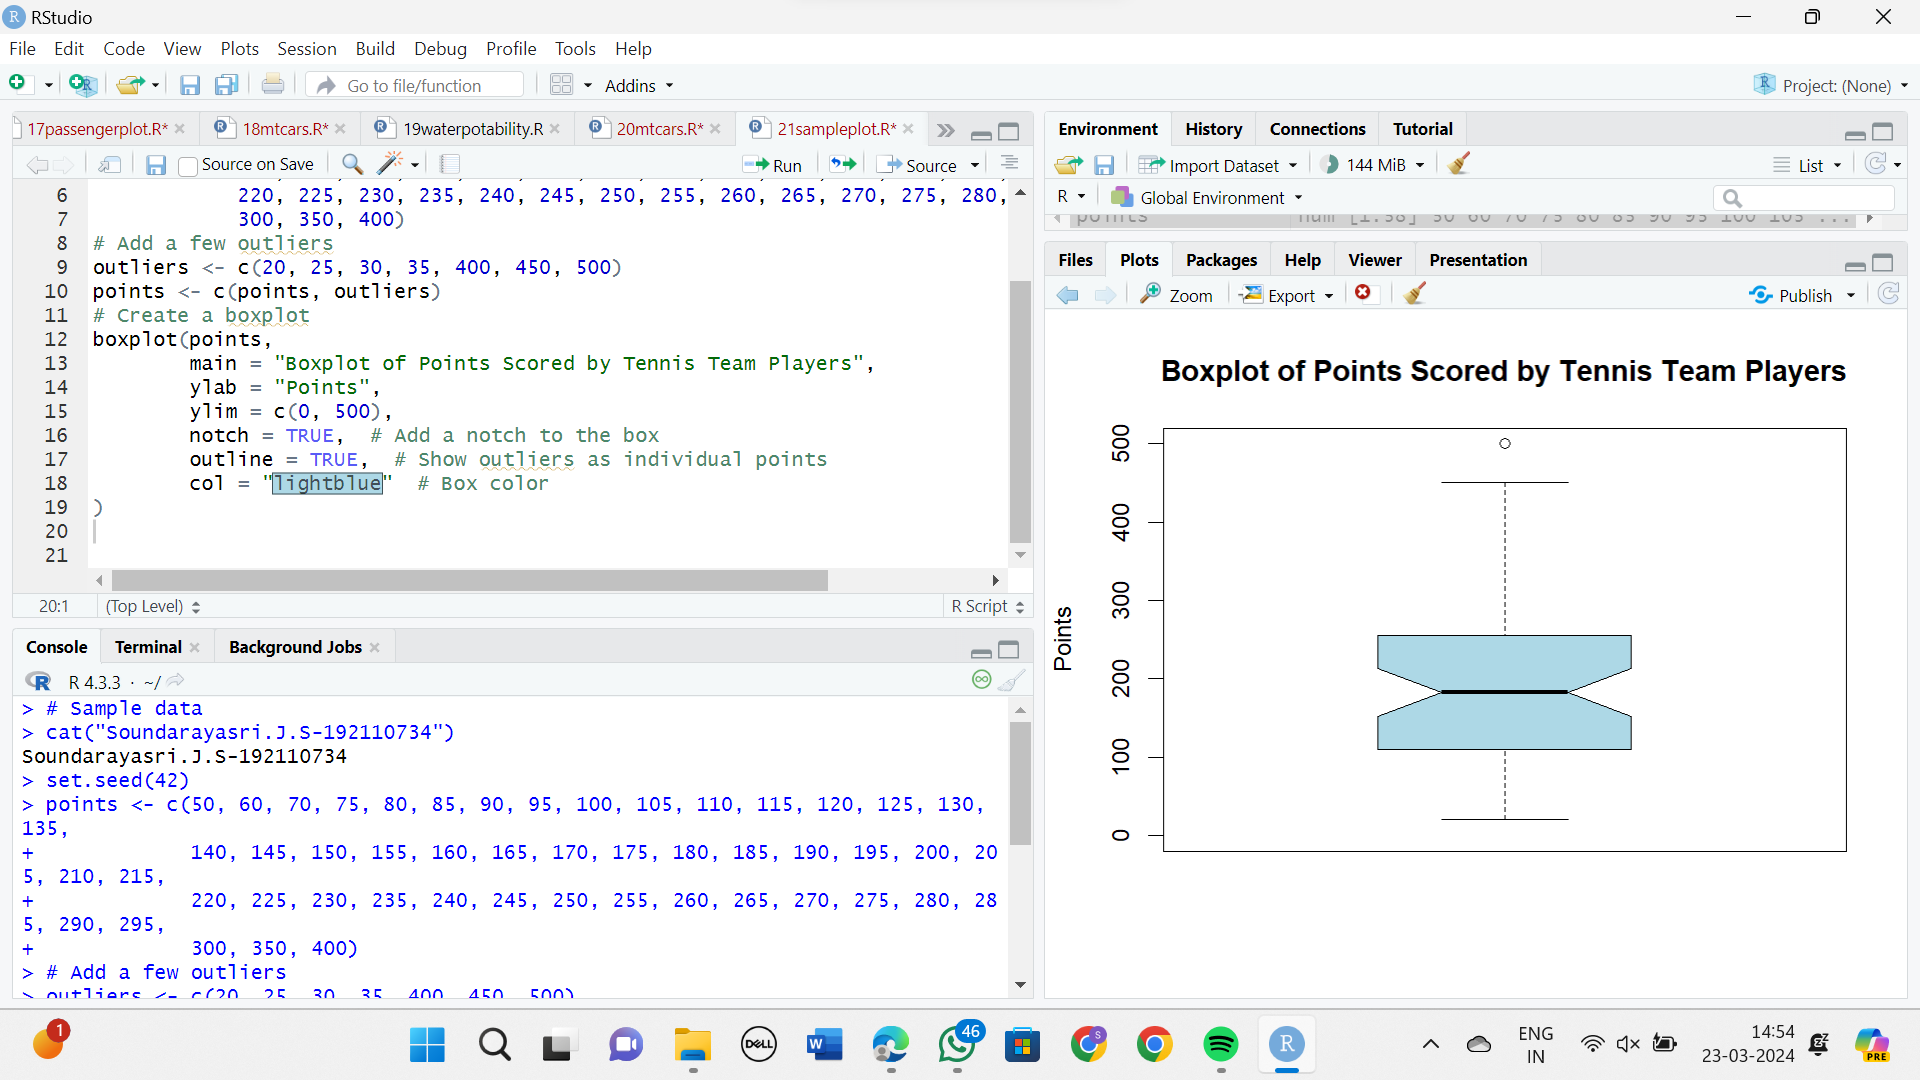 RStudio
File Edit Code View Plots Session Build Debug Profile Tools Help
Go to file/function Addins Project: (None)
17passengerplot.R* 18mtcars.R* 19waterpotability.R 20mtcars.R* 21sampleplot.R*
Source on Save Run Source
6 220, 225, 230, 235, 240, 245, 250, 255, 260, 265, 270, 275, 280,
7 300, 350, 400)
8 # Add a few outliers
9 outliers <- c(20, 25, 30, 35, 400, 450, 500)
10 points <- c(points, outliers)
11 # Create a boxplot
12 boxplot(points,
13 main = "Boxplot of Points Scored by Tennis Team Players",
14 ylab = "Points",
15 ylim = c(0, 500),
16 notch = TRUE, # Add a notch to the box
17 outline = TRUE, # Show outliers as individual points
18 col = "lightblue" # Box color
19 )
20
21
20:1 (Top Level) R Script
Console Terminal Background Jobs
R 4.3.3 · ~/
> # Sample data
> cat("Soundarayasri.J.S-192110734")
Soundarayasri.J.S-192110734
> set.seed(42)
> points <- c(50, 60, 70, 75, 80, 85, 90, 95, 100, 105, 110, 115, 120, 125, 130,
135,
+ 140, 145, 150, 155, 160, 165, 170, 175, 180, 185, 190, 195, 200, 20
5, 210, 215,
+ 220, 225, 230, 235, 240, 245, 250, 255, 260, 265, 270, 275, 280, 28
5, 290, 295,
+ 300, 350, 400)
> # Add a few outliers
> outliers <- c(20, 25, 30, 35, 400, 450, 500)
Environment History Connections Tutorial
Import Dataset 144 MiB List
R Global Environment
points num [1:58] 50 60 70 75 80 85 90 95 100 105 ...
Files Plots Packages Help Viewer Presentation
Zoom Export Publish
Boxplot of Points Scored by Tennis Team Players
Points
500
400
300
200
100
0
1
DELL
W
46
S
R
ENG
IN
14:54
23-03-2024
PRE